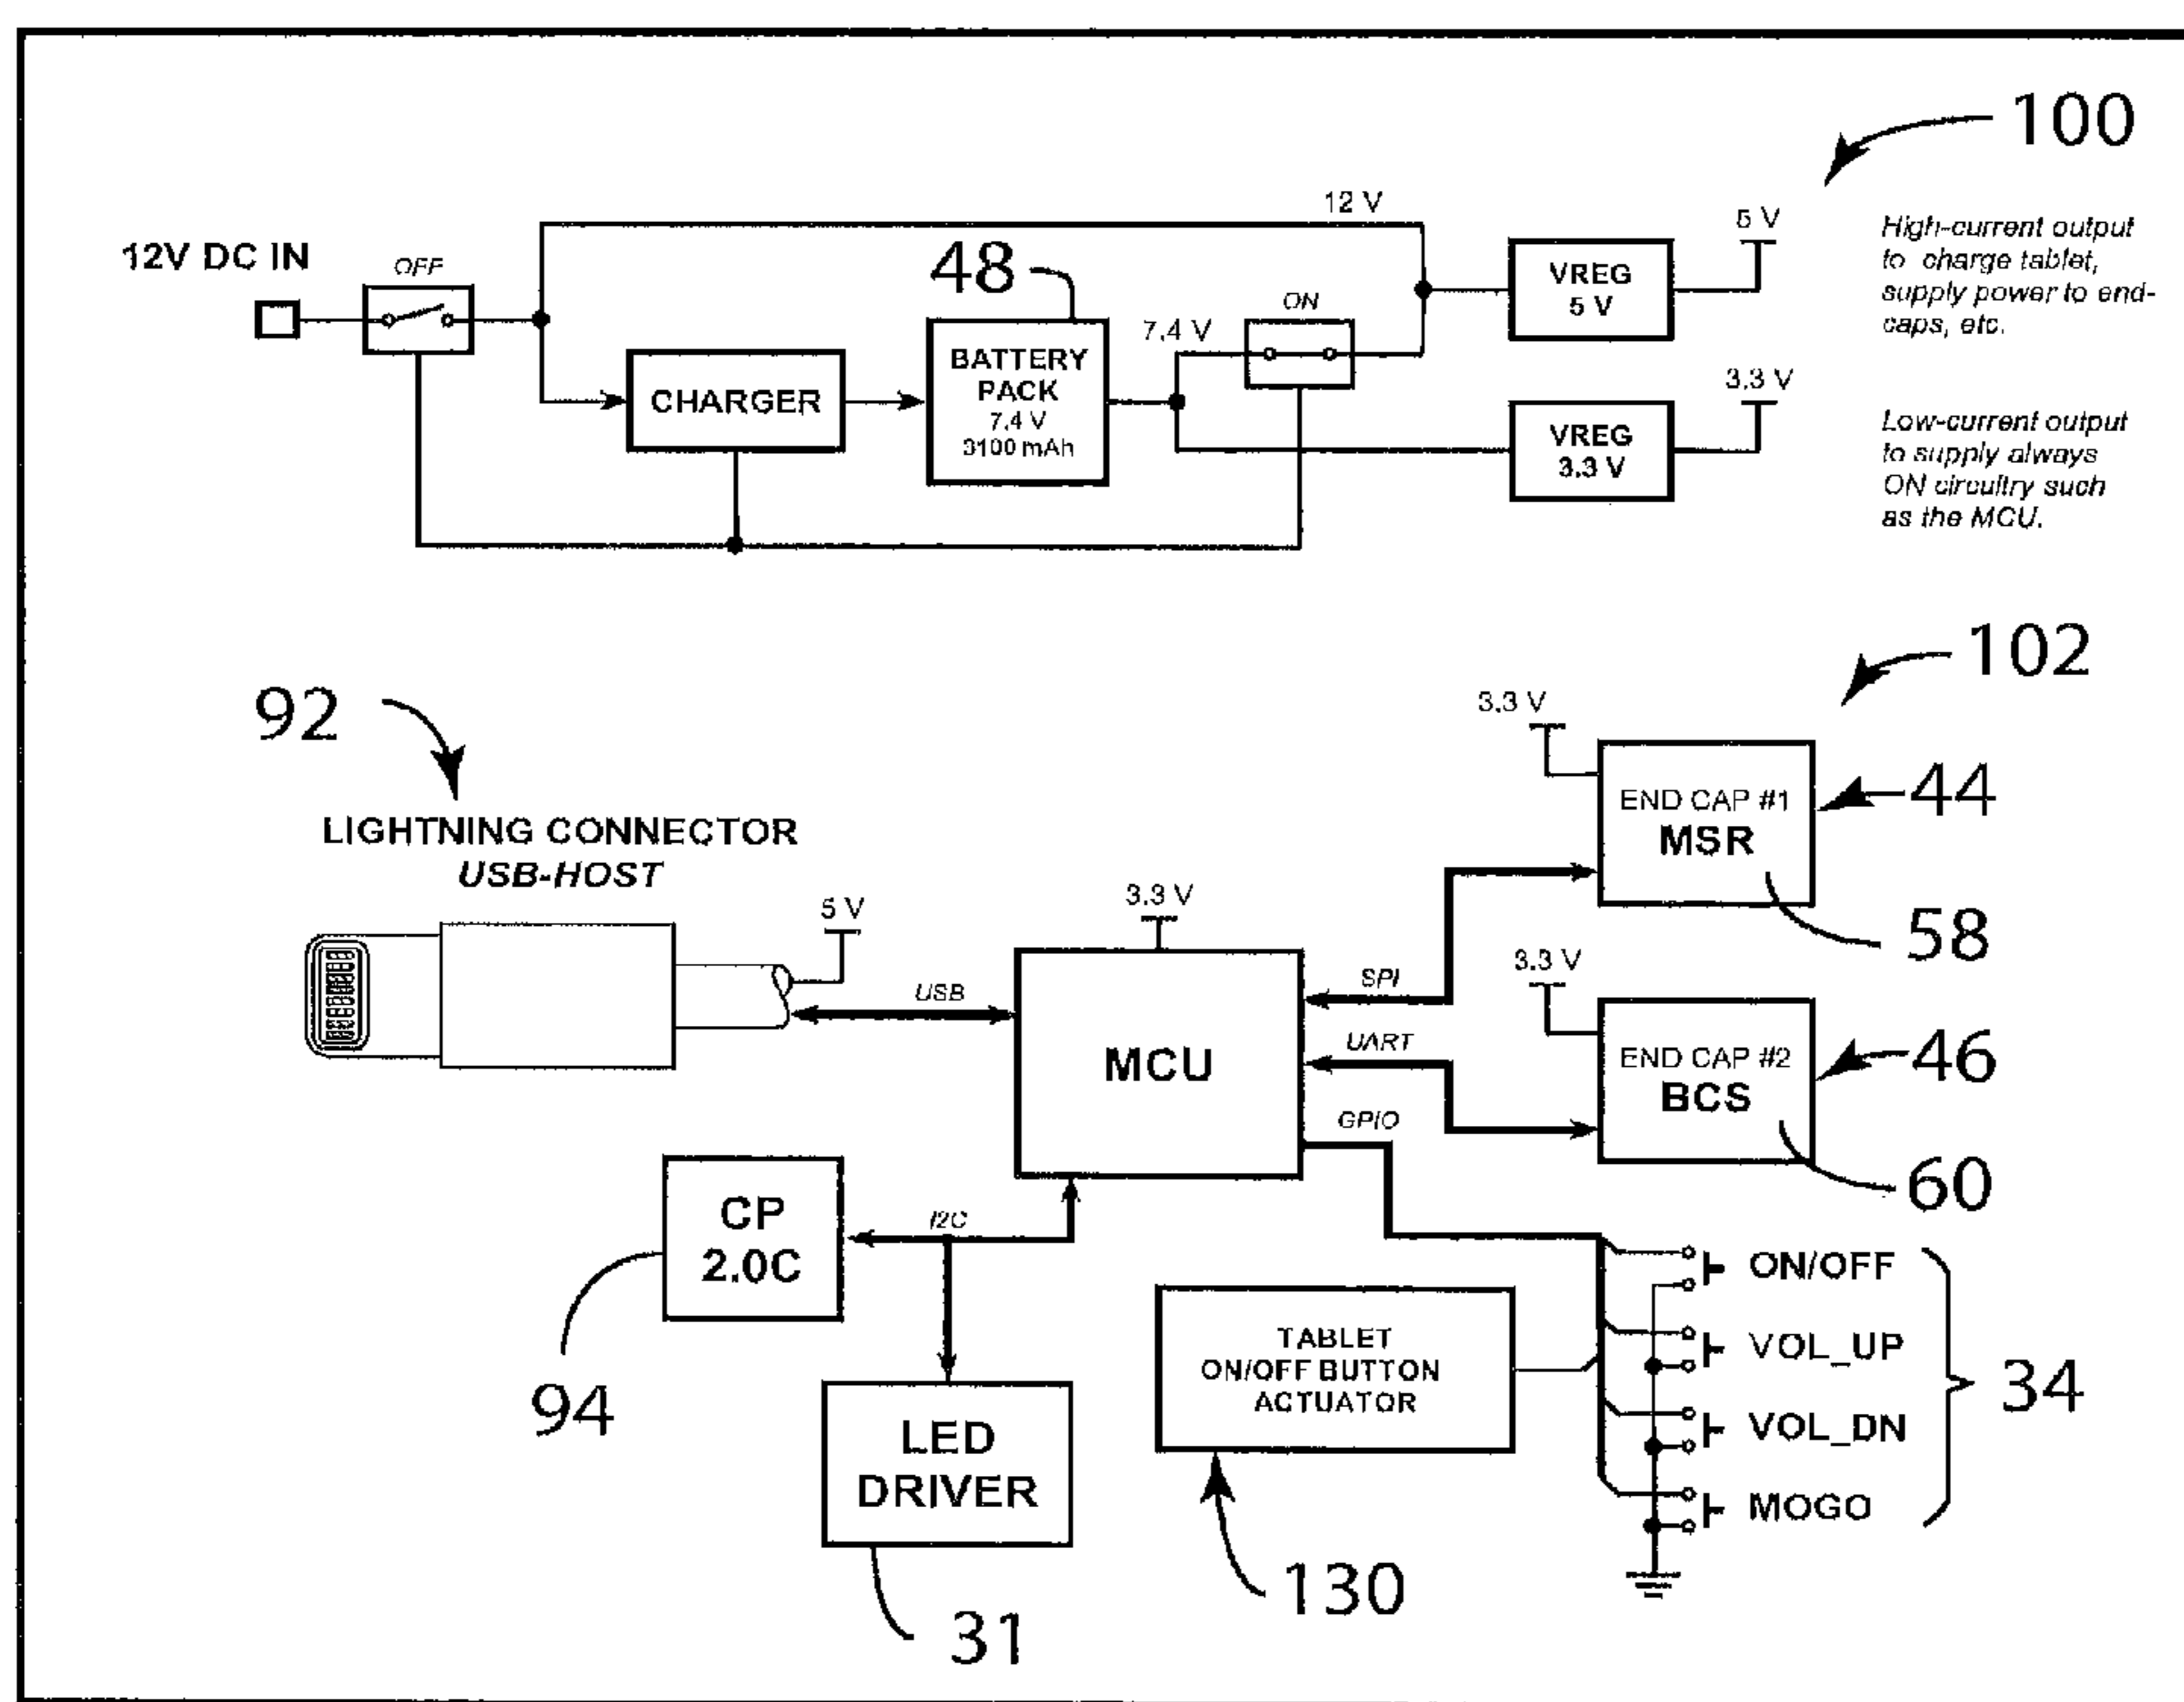 100
12V DC IN
OFF
12 V
48
BATTERY
PACK
7.4 V
3100 mAh
CHARGER
7.4 V
ON
VREG
5 V
5 V
High-current output
to charge tablet,
supply power to end-
caps, etc.
VREG
3.3 V
3.3 V
Low-current output
to supply always
ON circuitry such
as the MCU.
102
92
LIGHTNING CONNECTOR
USB-HOST
5 V
USB
3.3 V
MCU
SPI
UART
GPIO
I2C
3.3 V
END CAP #1
MSR
44
58
3.3 V
END CAP #2
BCS
46
60
CP
2.0C
94
LED
DRIVER
31
TABLET
ON/OFF BUTTON
ACTUATOR
130
ON/OFF
VOL_UP
VOL_DN
MOGO
34